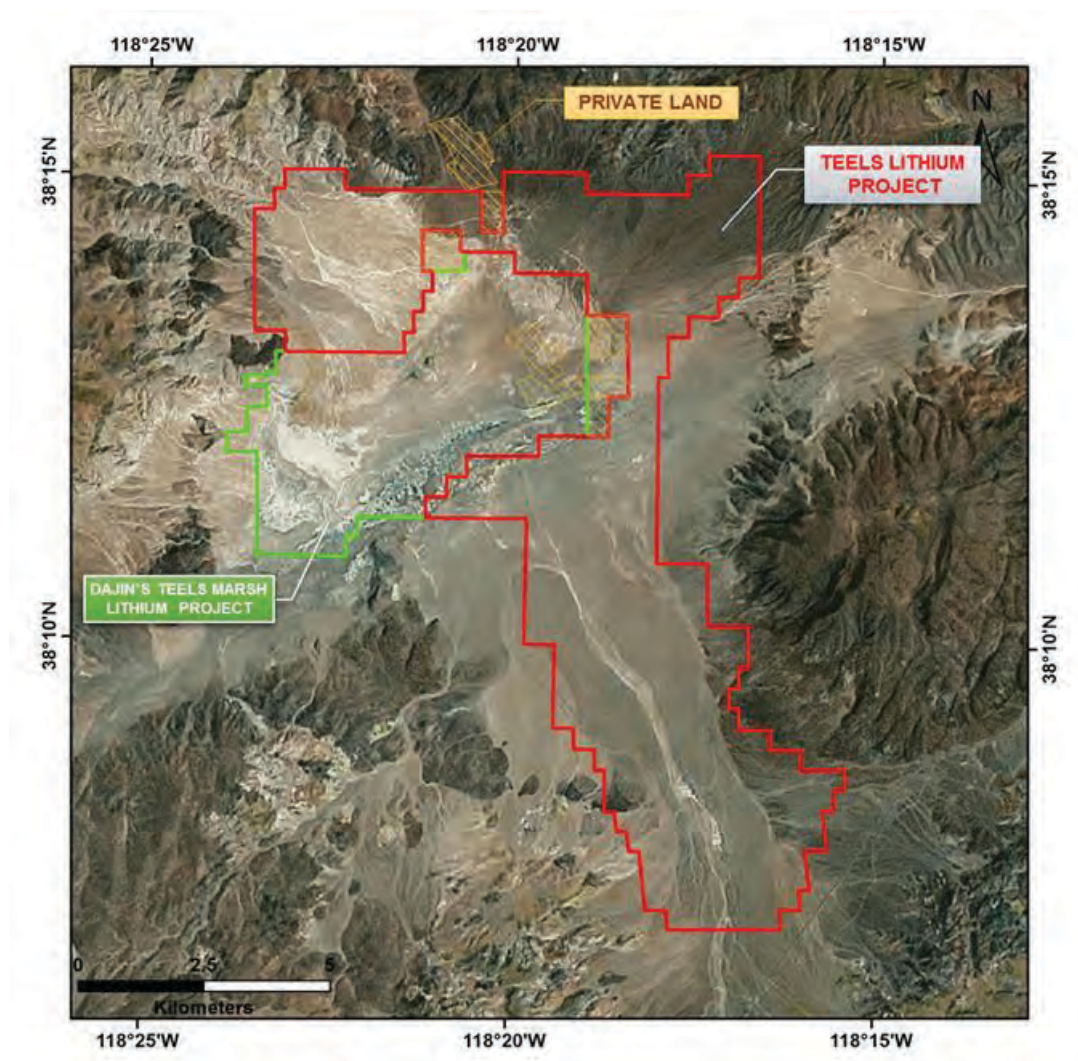 118°25'W
118°20'W
118°15'W
PRIVATE LAND
N
38°15'N
TEELS LITHIUM
PROJECT
38°15'N
DAJIN'S TEELS MARSH
LITHIUM PROJECT
38°10'N
38°10'N
0
2.5
5
Kilometers
118°25'W
118°20'W
118°15'W